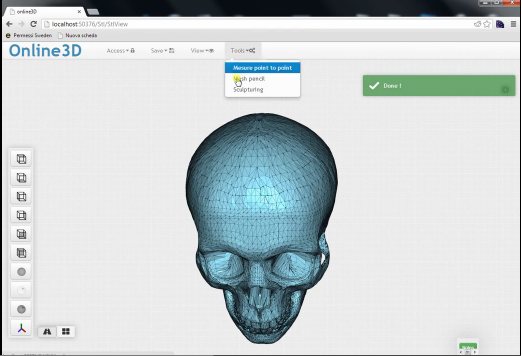 online3D
localhost:50376/Stl/StlView
Permessi Sweden
Nuova scheda
Online3D
Access
Save
View
Tools
Mesure point to point
Mesh pencil
Sculpturing
Done !